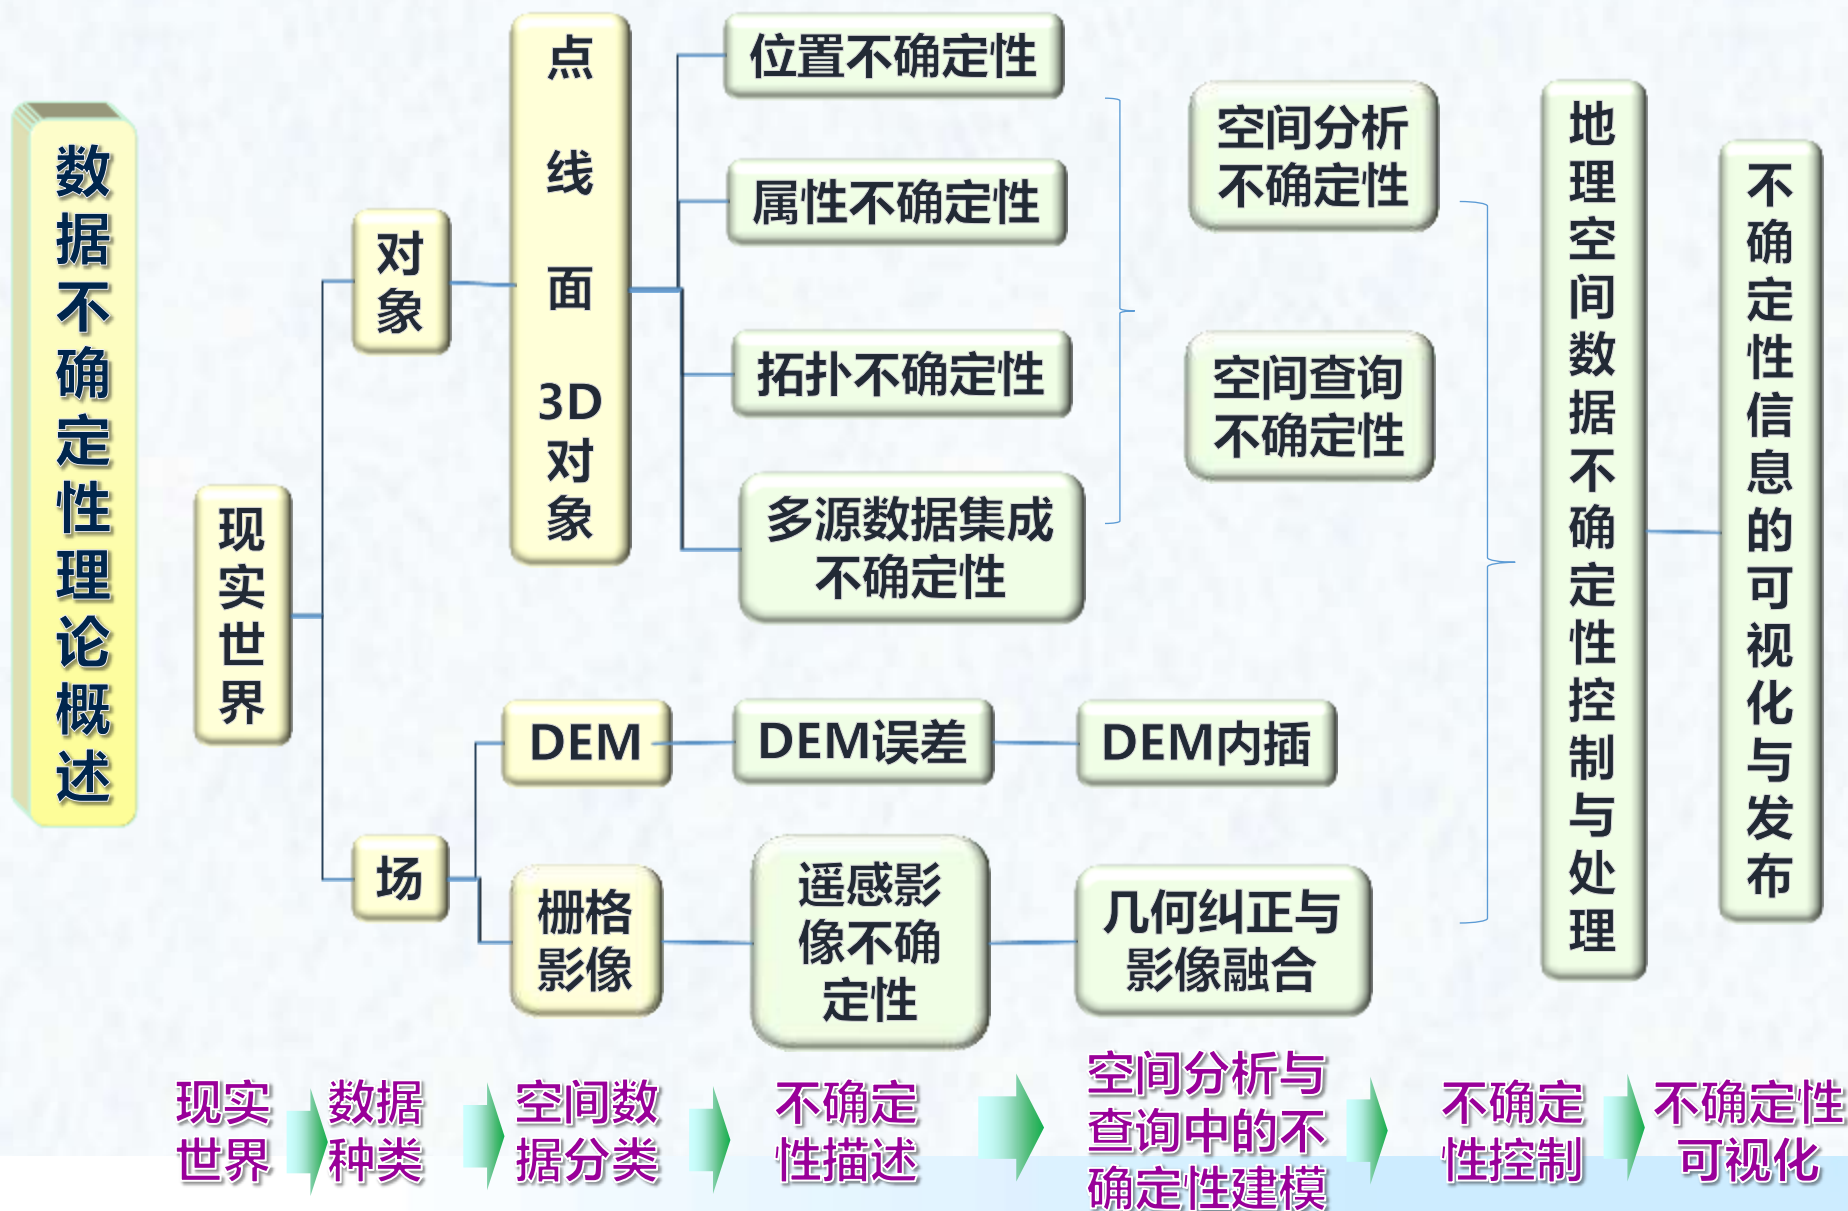 数据不确定性理论概述
现实世界
对象
场
点
线
面
3D
对
象
DEM
栅格
影像
位置不确定性
属性不确定性
拓扑不确定性
多源数据集成
不确定性
DEM误差
遥感影
像不确
定性
空间分析
不确定性
空间查询
不确定性
DEM内插
几何纠正与
影像融合
地理空间数据不确定性控制与处理
不确定性信息的可视化与发布
现实
世界
数据
种类
空间数
据分类
不确定
性描述
空间分析与
查询中的不
确定性建模
不确定
性控制
不确定性
可视化